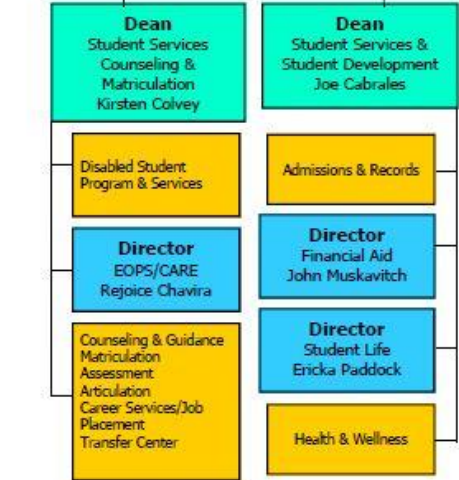 Dean
Student Services
Counseling &
Matriculation
Kirsten Colvey
Disabled Student
Program & Services
Director
EOPS/CARE
Rejoice Chavira
Counseling & Guidance
Matriculation
Assessment
Articulation
Career Services/Job
Placement
Transfer Center
Dean
Student Services &
Student Development
Joe Cabrales
Admissions & Records
Director
Financial Aid
John Muskavitch
Director
Student Life
Ericka Paddock
Health & Wellness